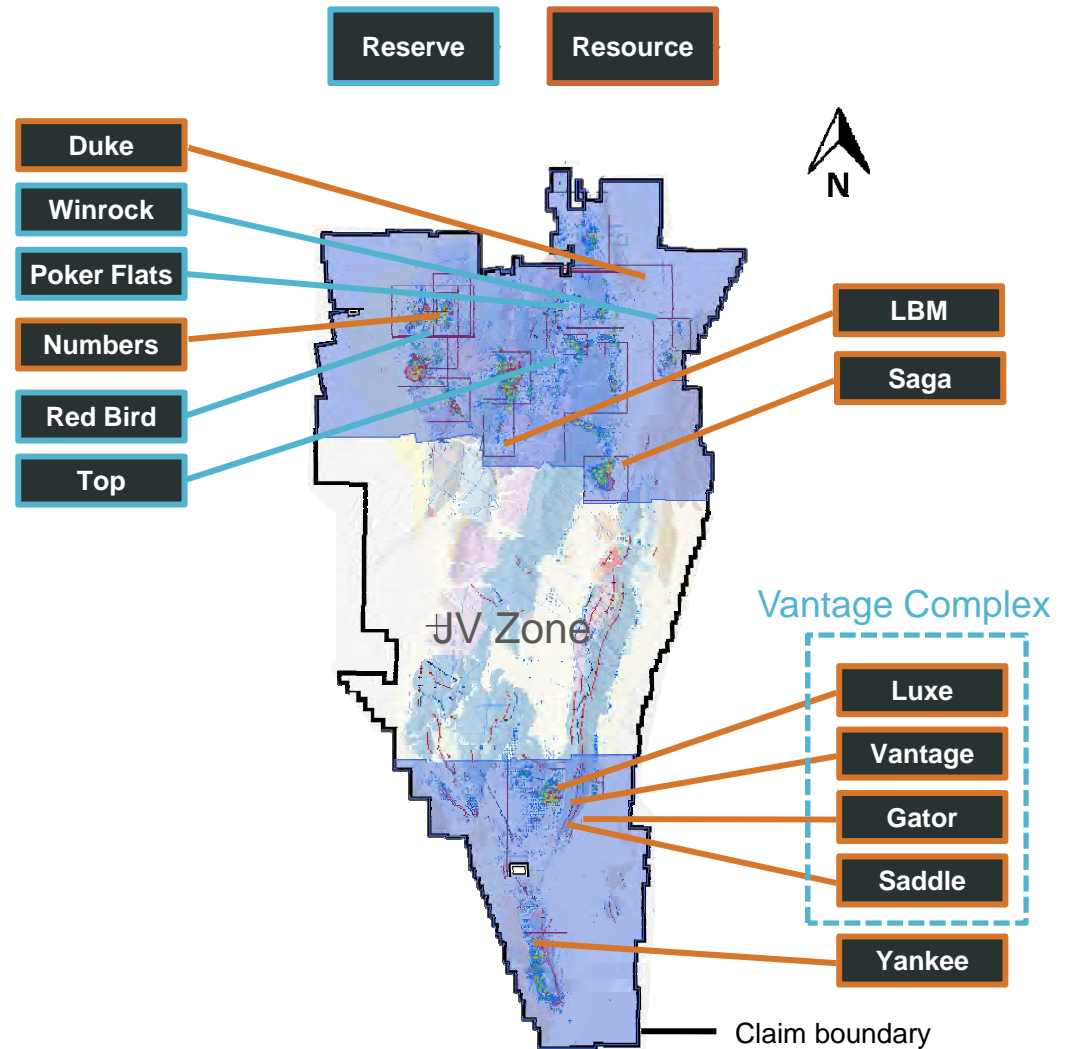 Reserve
Resource
Duke
Winrock
Poker Flats
Numbers
Red Bird
Top
N
LBM
Saga
JV Zone
Vantage Complex
Luxe
Vantage
Gator
Saddle
Yankee
Claim boundary